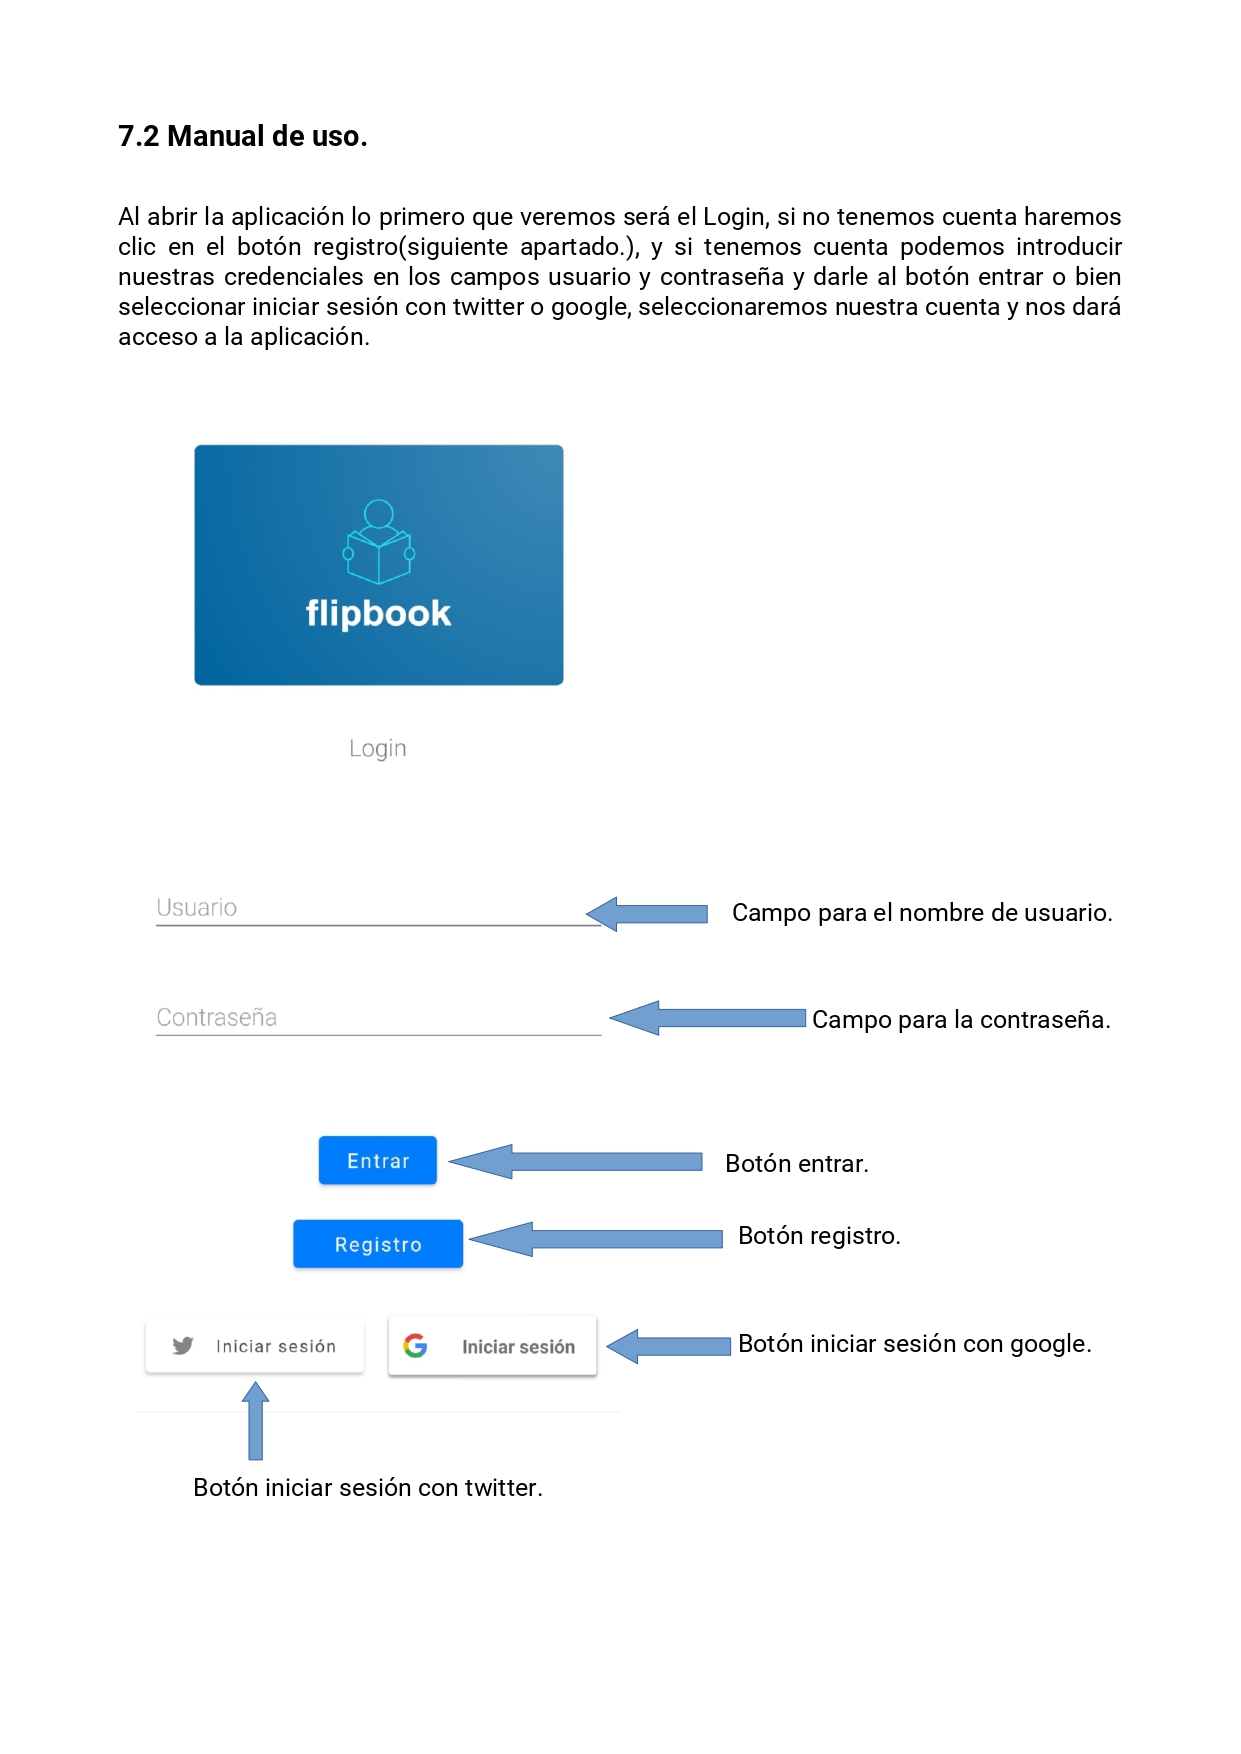 7.2 Manual de uso.
Al abrir la aplicación lo primero que veremos será el Login, si no tenemos cuenta haremos
clic en el botón registro(siguiente apartado.), y si tenemos cuenta podemos introducir
nuestras credenciales en los campos usuario y contraseña y darle al botón entrar o bien
seleccionar iniciar sesión con twitter o google, seleccionaremos nuestra cuenta y nos dará
acceso a la aplicación.
flipbook
Login
Usuario
Campo para el nombre de usuario.
Contraseña
Campo para la contraseña.
Entrar
Botón entrar.
Registro
Botón registro.
Iniciar sesión
Iniciar sesión
Botón iniciar sesión con google.
Botón iniciar sesión con twitter.